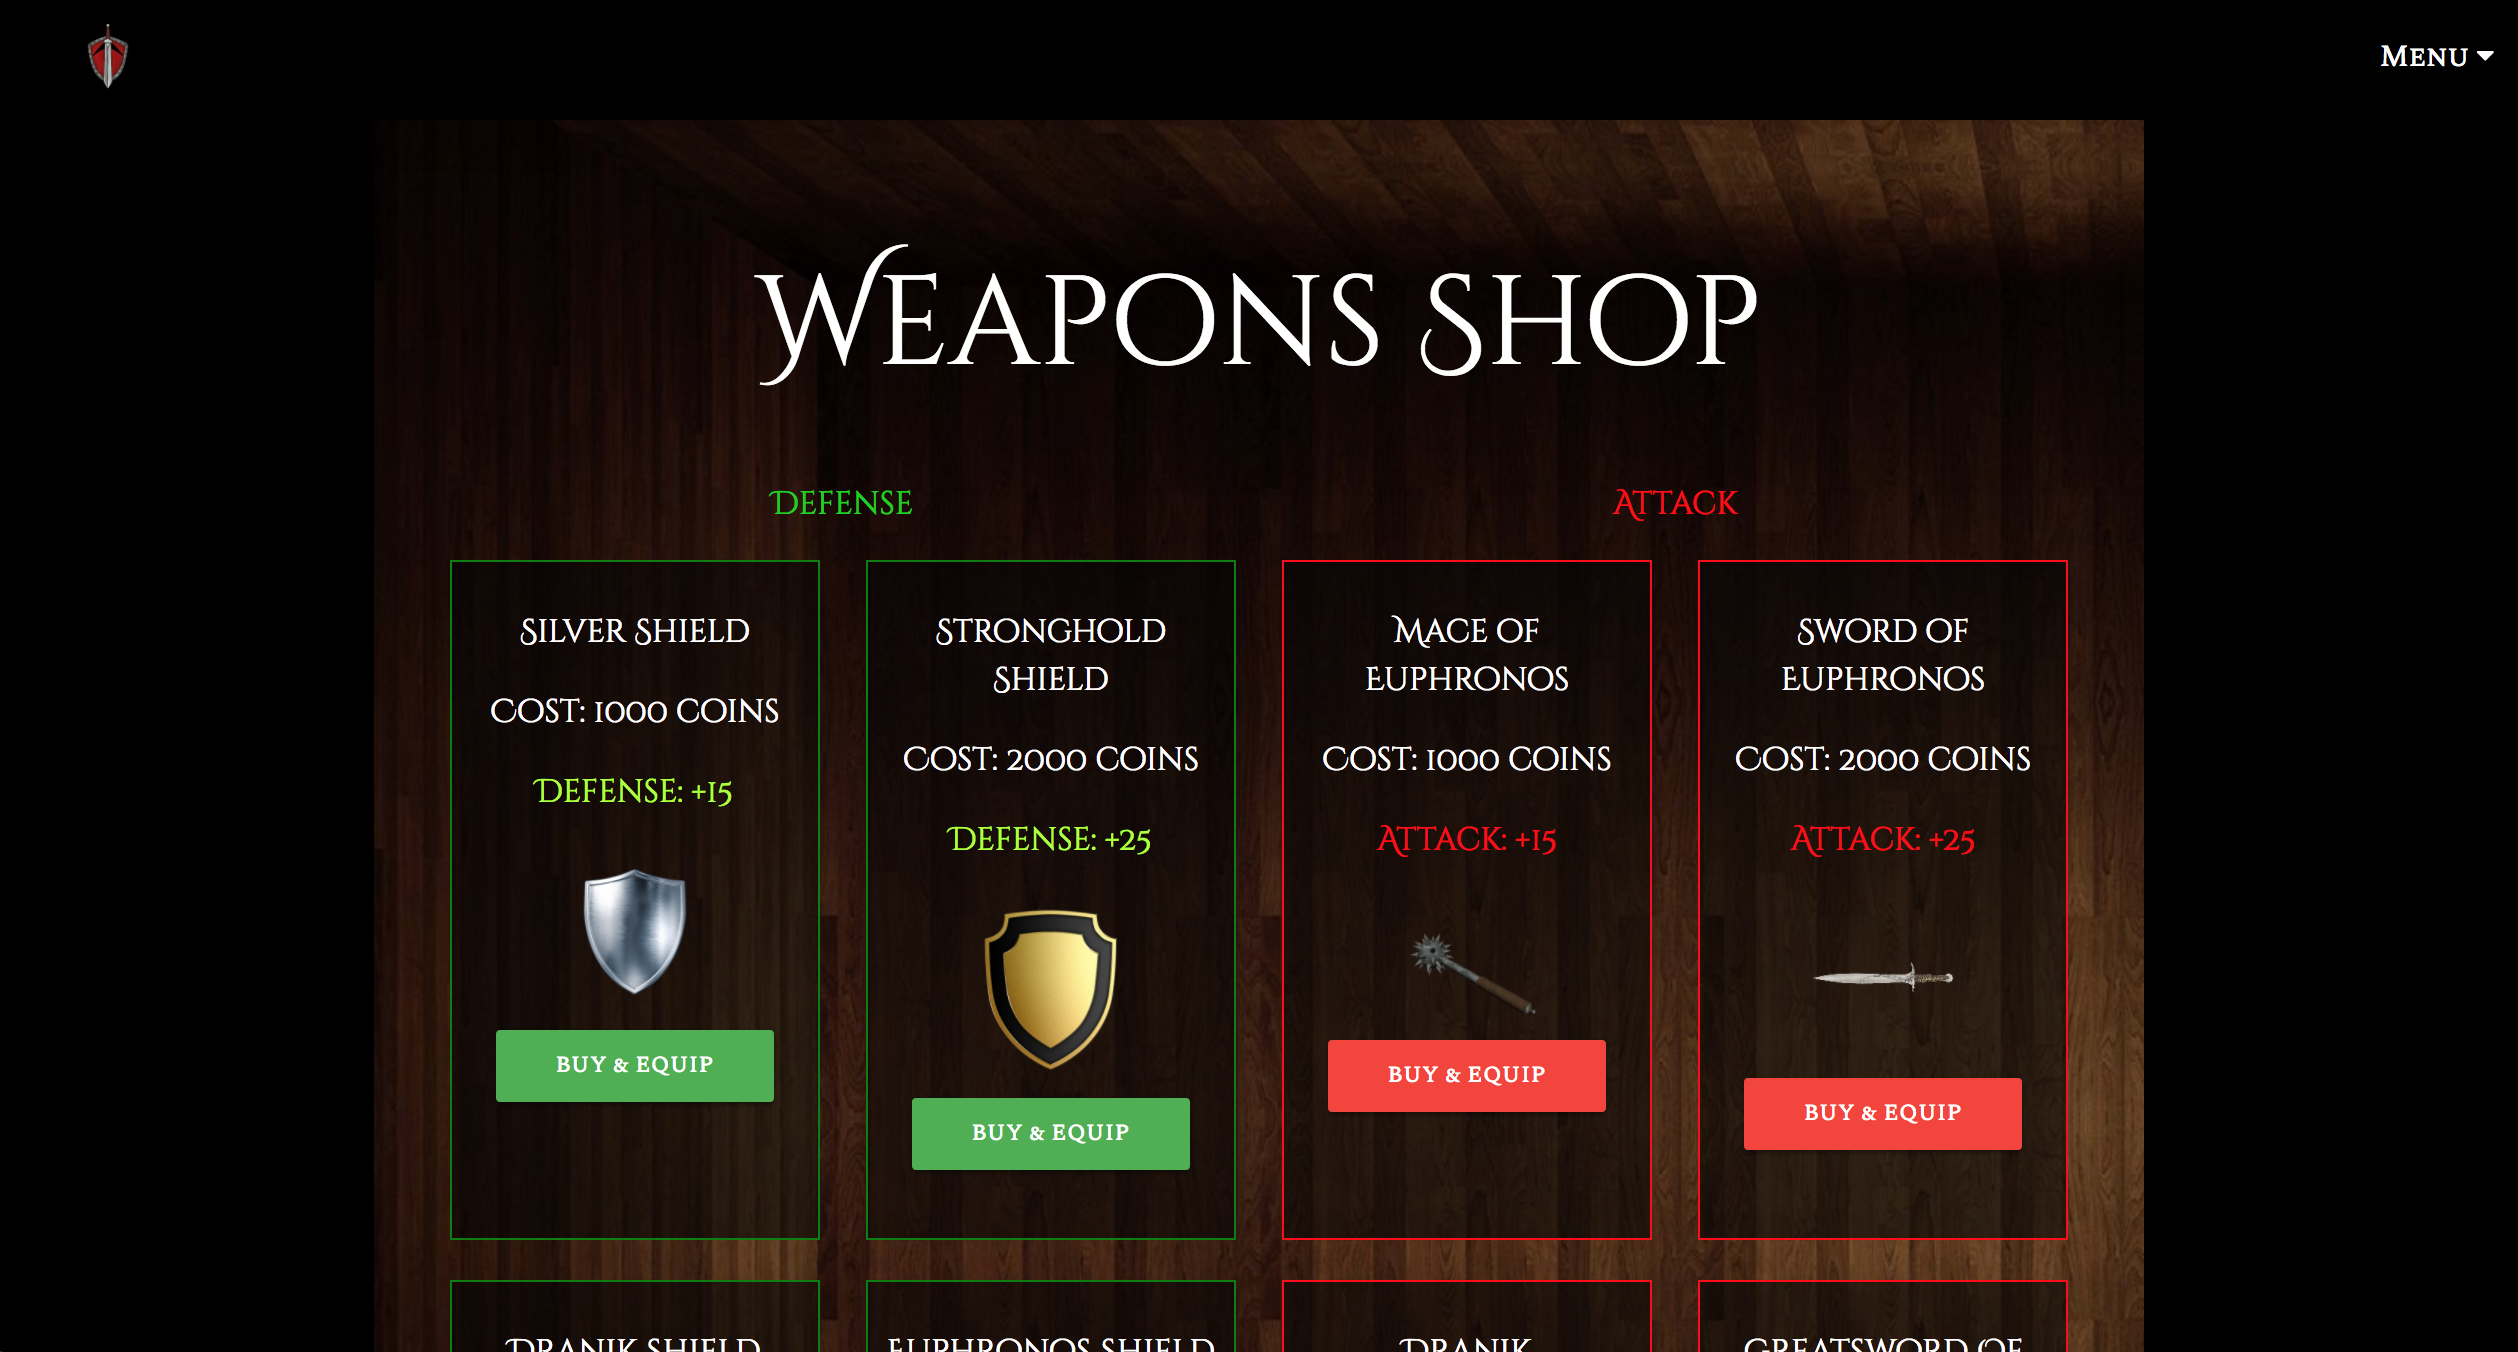 Menu
Weapons Shop
Defense
Attack
Silver Shield
Cost: 1000 coins
Defense: +15
BUY & EQUIP
Stronghold
Shield
Cost: 2000 coins
Defense: +25
BUY & EQUIP
Mace of
Euphronos
Cost: 1000 coins
Attack: +15
BUY & EQUIP
Sword of
Euphronos
Cost: 2000 coins
Attack: +25
BUY & EQUIP
Dranik Shield
Euphronos Shield
Dranik
Greatsword Of